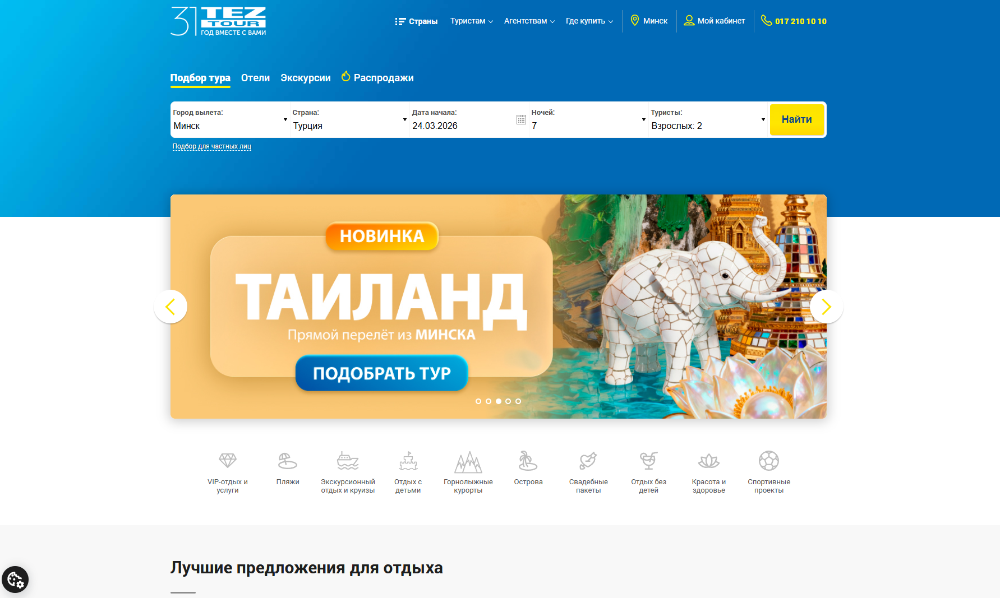 31 TEZ TOUR
ГОД ВМЕСТЕ С ВАМИ
Страны
Туристам
Агентствам
Где купить
Минск
Мой кабинет
017 210 10 10
Подбор тура
Отели
Экскурсии
Распродажи
Город вылета:
Минск
Страна:
Турция
Дата начала:
24.03.2026
Ночей:
7
Туристы:
Взрослых: 2
Найти
Подбор для частных лиц
НОВИНКА
ТАИЛАНД
Прямой перелёт из МИНСКА
ПОДОБРАТЬ ТУР
VIP-отдых и
услуги
Пляжи
Экскурсионный
отдых и круизы
Отдых с
детьми
Горнолыжные
курорты
Острова
Свадебные
пакеты
Отдых без
детей
Красота и
здоровье
Спортивные
проекты
Лучшие предложения для отдыха